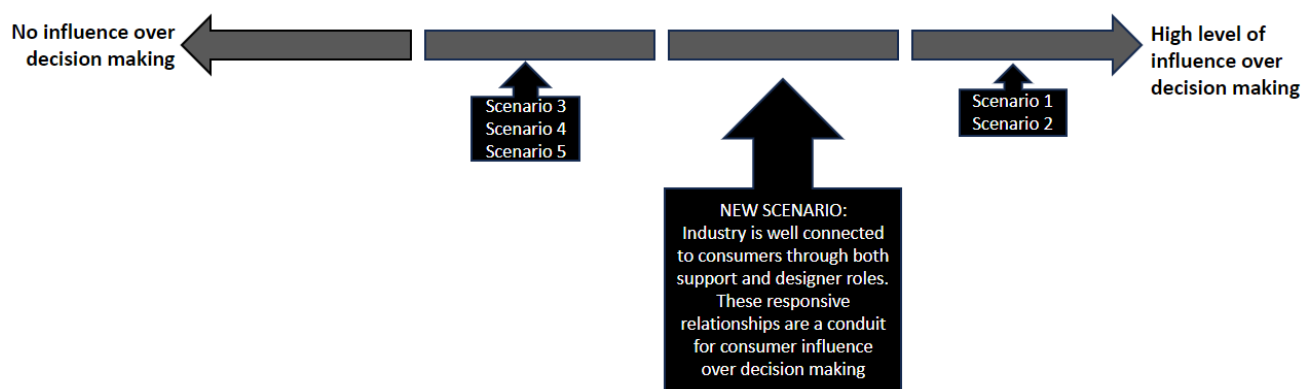 No influence over
decision making
High level of
influence over
decision making
Scenario 3
Scenario 4
Scenario 5
Scenario 1
Scenario 2
NEW SCENARIO:
Industry is well connected
to consumers through both
support and designer roles.
These responsive
relationships are a conduit
for consumer influence
over decision making